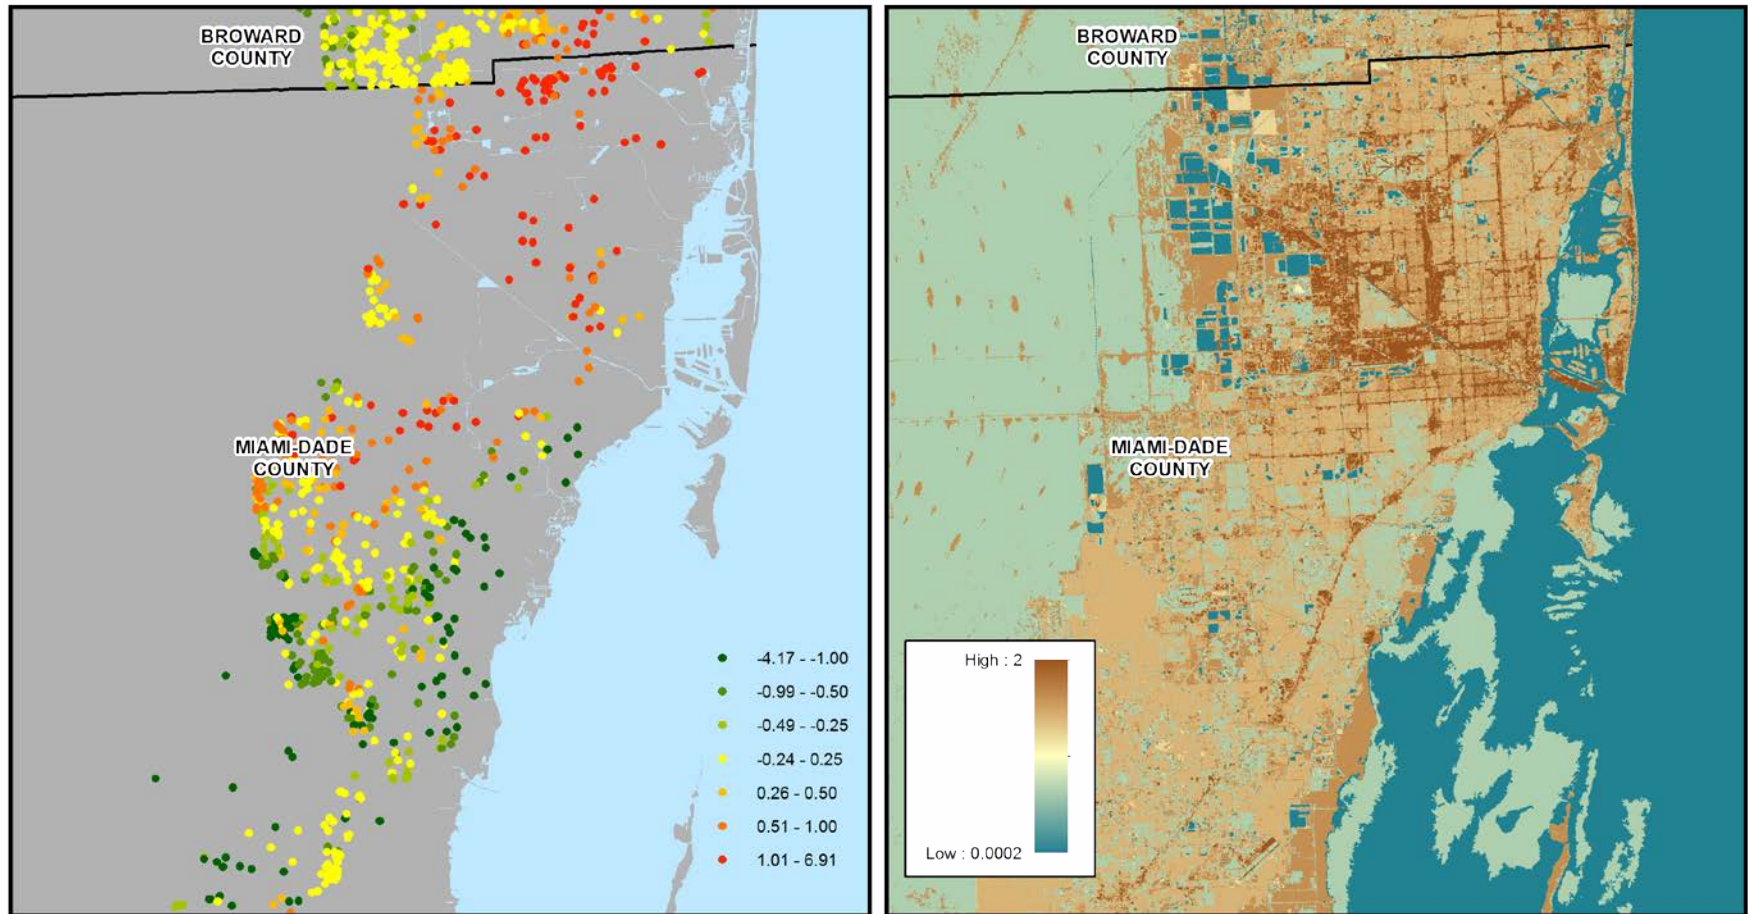 BROWARD
COUNTY
MIAMI-DADE
COUNTY
-4.17 - -1.00
-0.99 - -0.50
-0.49 - -0.25
-0.24 - 0.25
0.26 - 0.50
0.51 - 1.00
1.01 - 6.91
BROWARD
COUNTY
MIAMI-DADE
COUNTY
High : 2
Low : 0.0002